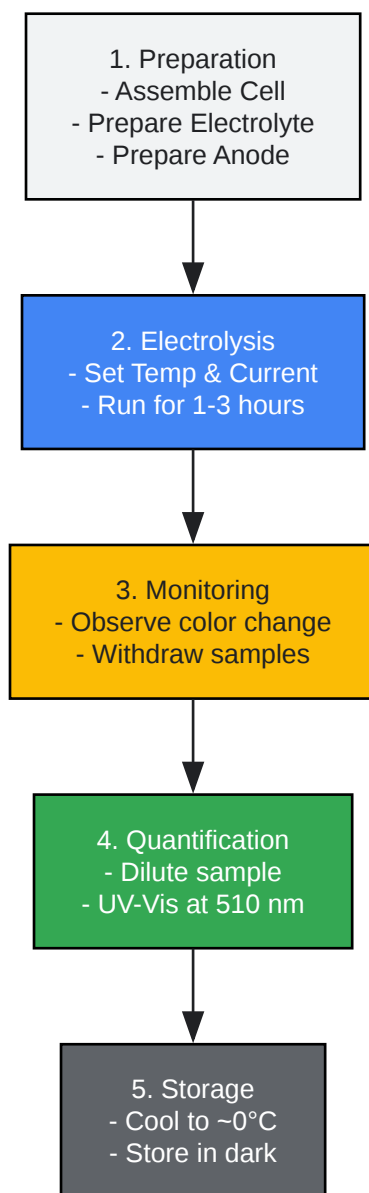 1. Preparation
- Assemble Cell
- Prepare Electrolyte
- Prepare Anode
2. Electrolysis
- Set Temp & Current
- Run for 1-3 hours
3. Monitoring
- Observe color change
- Withdraw samples
4. Quantification
- Dilute sample
- UV-Vis at 510 nm
5. Storage
- Cool to ~0°C
- Store in dark